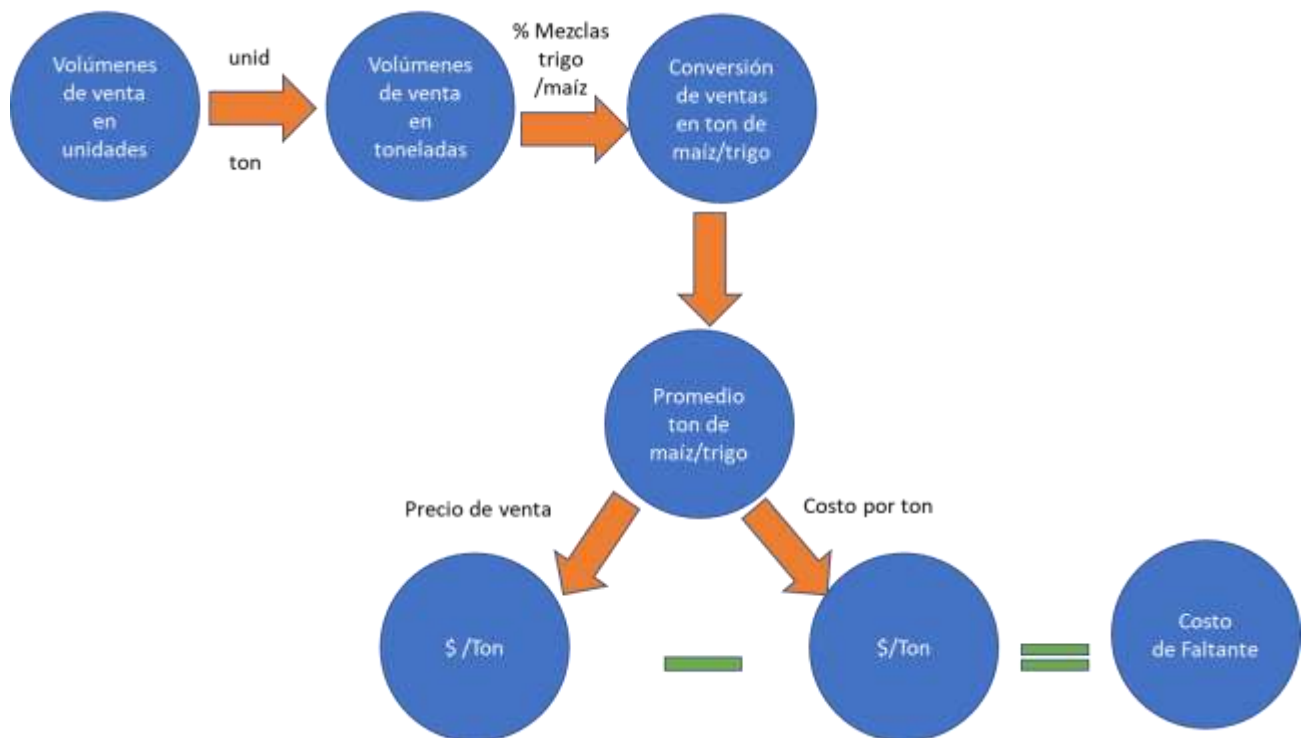 Volúmenes
de venta
en
unidades
unid
ton
Volúmenes
de venta
en
toneladas
% Mezclas
trigo
/maíz
Conversión
de ventas
en ton de
maíz/trigo
Promedio
ton de
maíz/trigo
Precio de venta
Costo por ton
$ /Ton
$/Ton
Costo
de Faltante